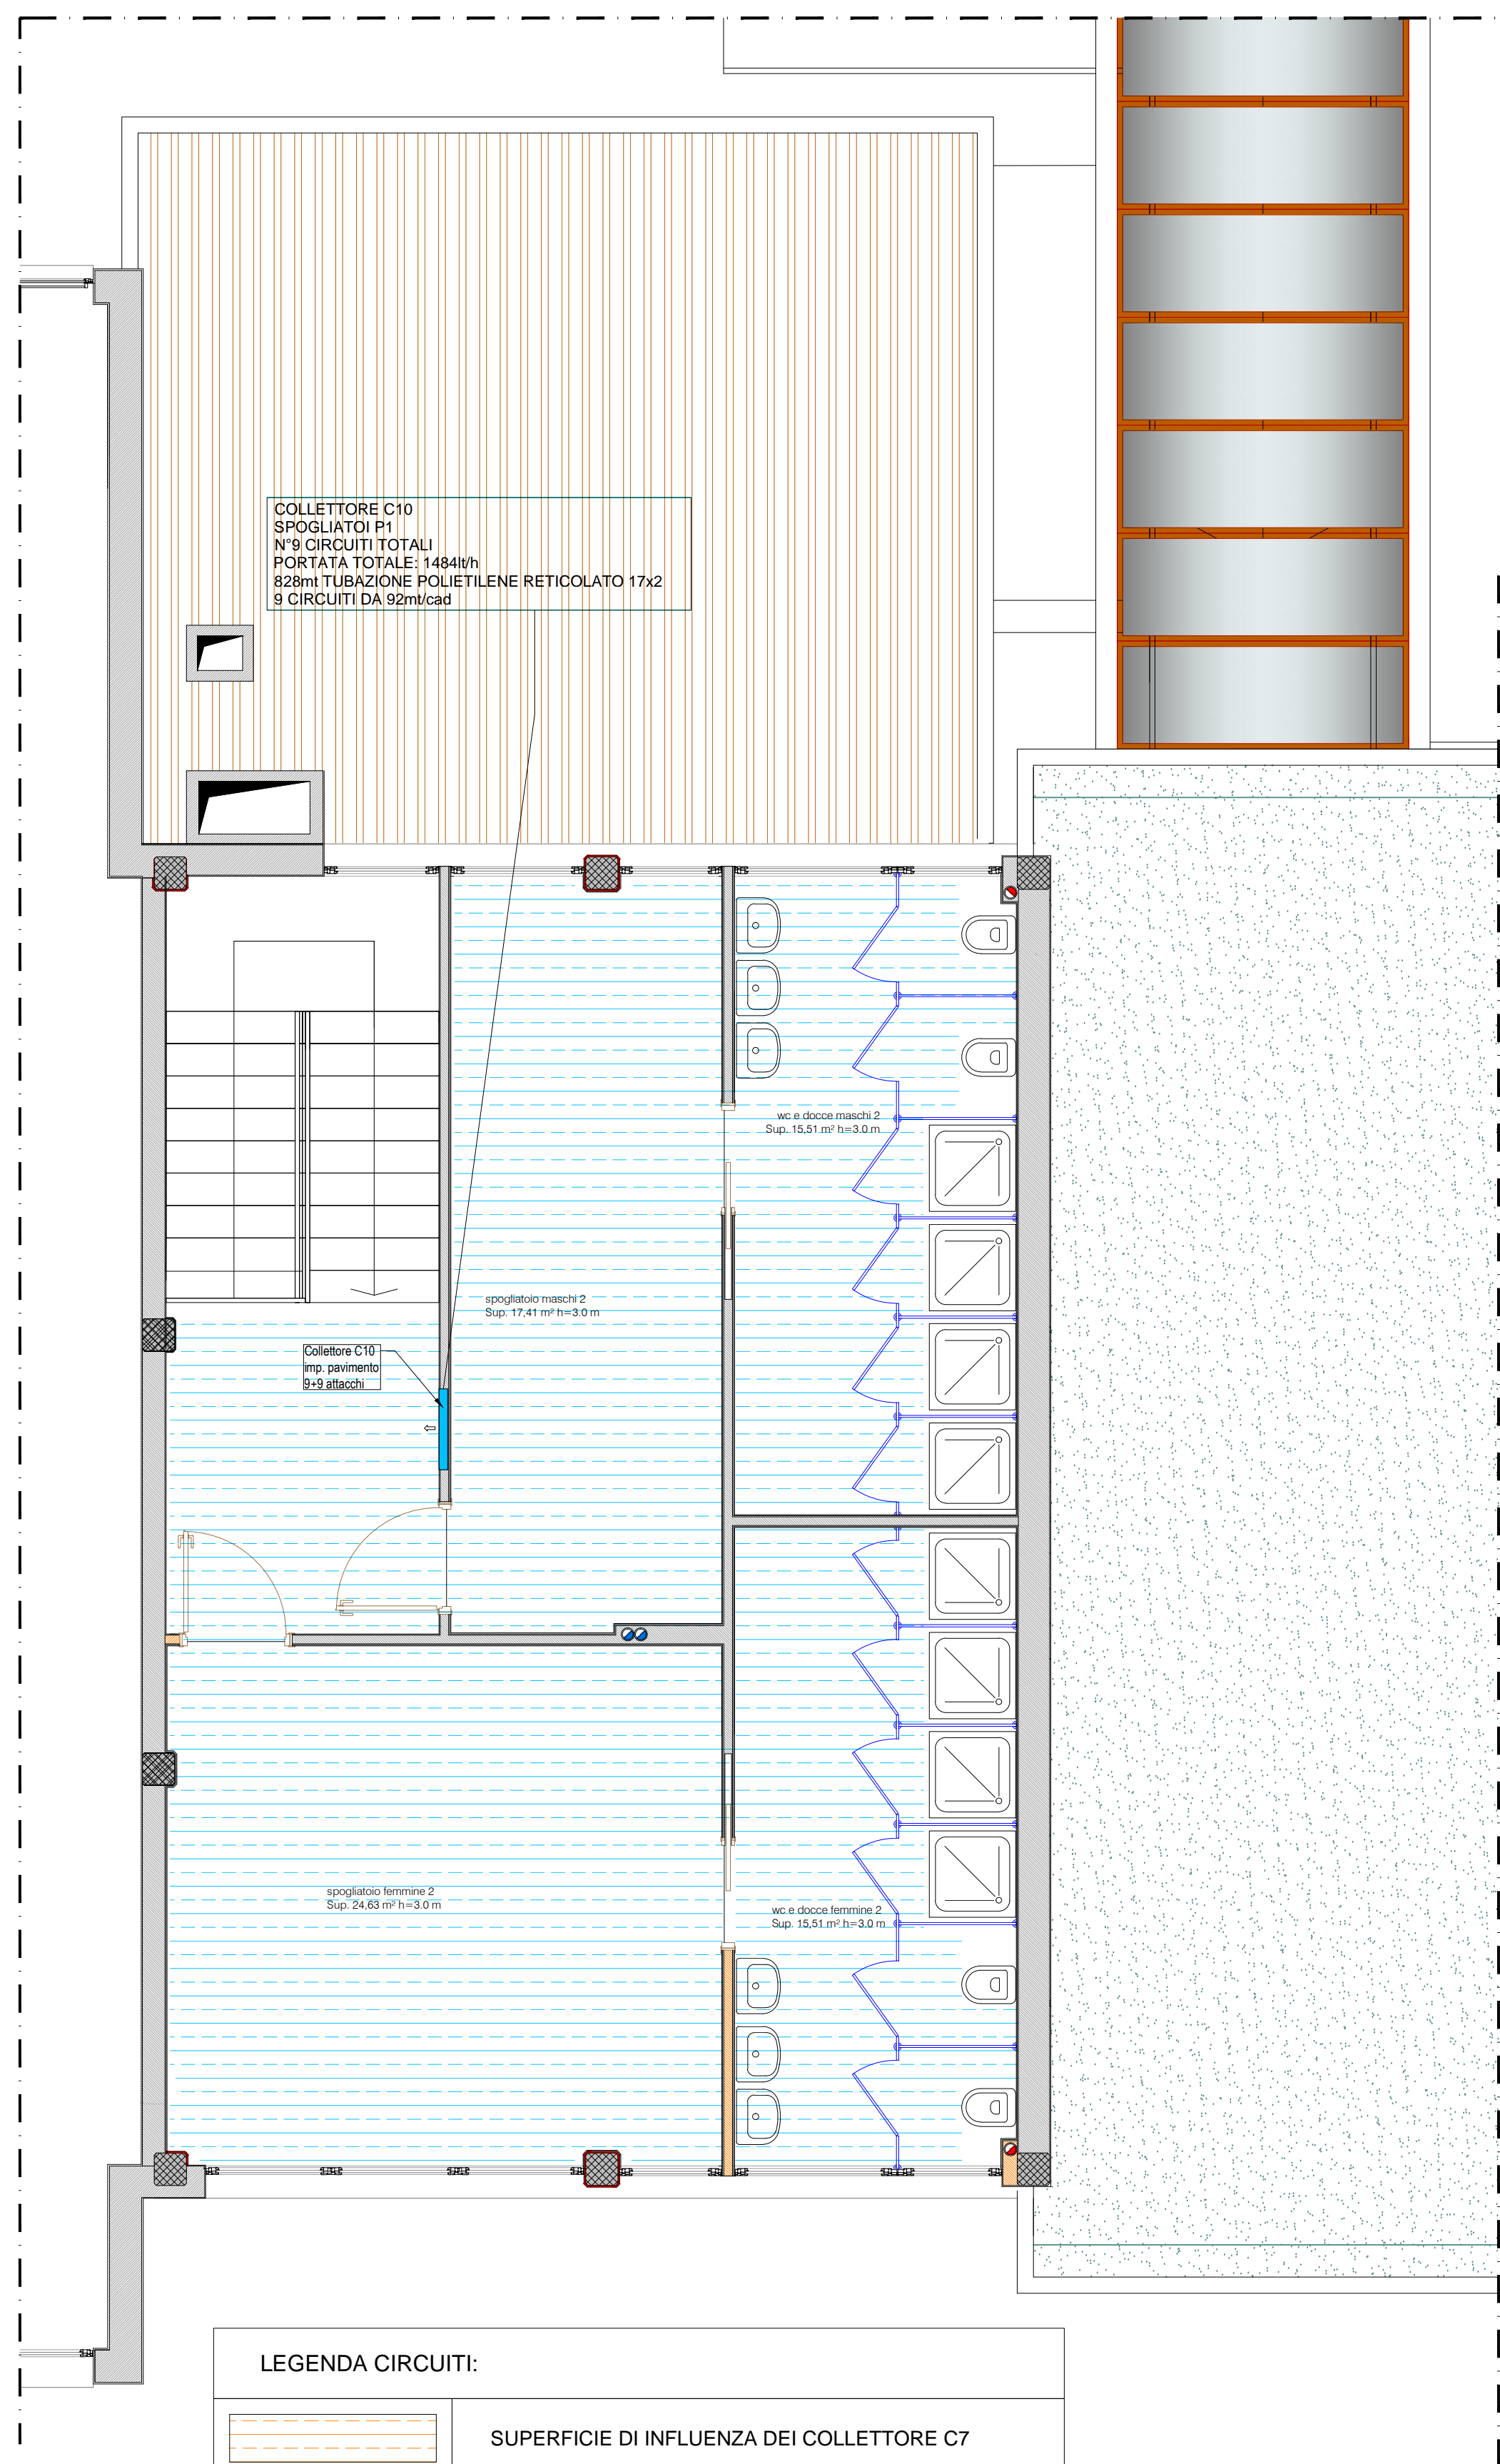 COLLETTORE C10
SPOGLIATOI P1
N°9 CIRCUITI TOTALI
PORTATA TOTALE: 1484lt/h
828mt TUBAZIONE POLIETILENE RETICOLATO 17x2
9 CIRCUITI DA 92mt/cad
wc e docce maschi 2
Sup. 15,51 m² h=3.0 m
spogliatoio maschi 2
Sup. 17,41 m² h=3.0 m
Collettore C10
imp. pavimento
9+9 attacchi
spogliatoio femmine 2
Sup. 24,63 m² h=3.0 m
wc e docce femmine 2
Sup. 15,51 m² h=3.0 m
LEGENDA CIRCUITI:
SUPERFICIE DI INFLUENZA DEI COLLETTORE C7